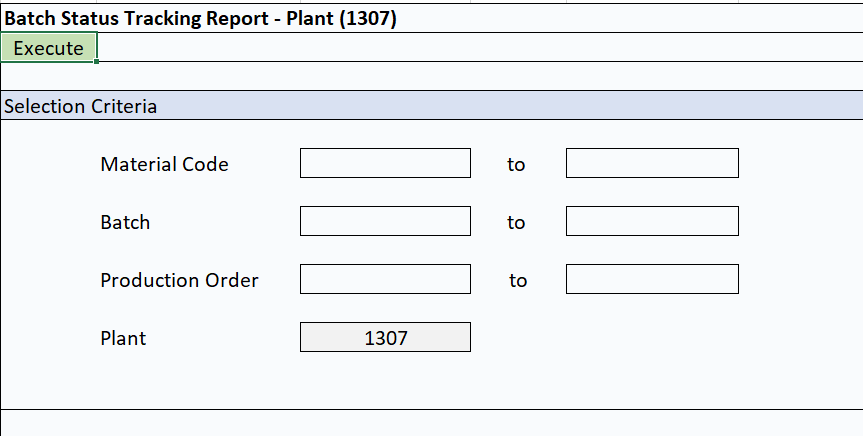 Batch Status Tracking Report - Plant (1307)
Execute
Selection Criteria
Material Code to
Batch to
Production Order to
Plant 1307